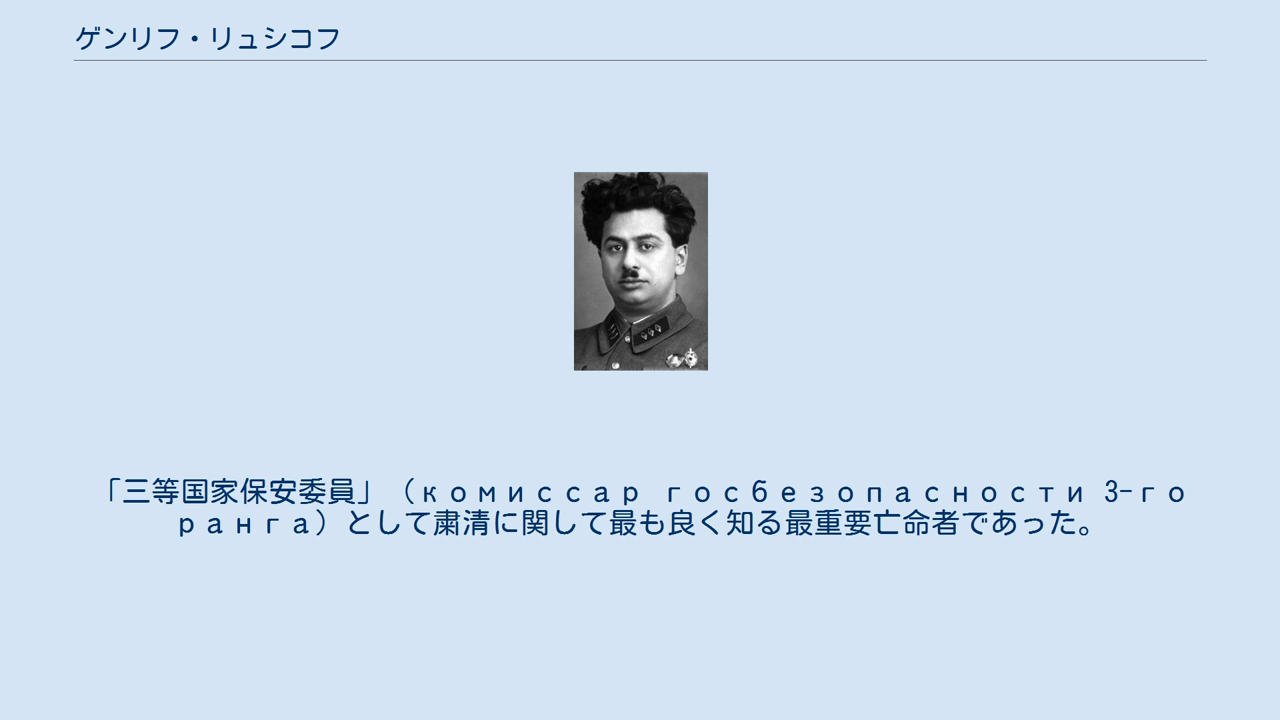 ゲンリフ・リュシコフ
「三等国家保安委員」（комиссар госбезопасности 3-го
ранга）として粛清に関して最も良く知る最重要亡命者であった。